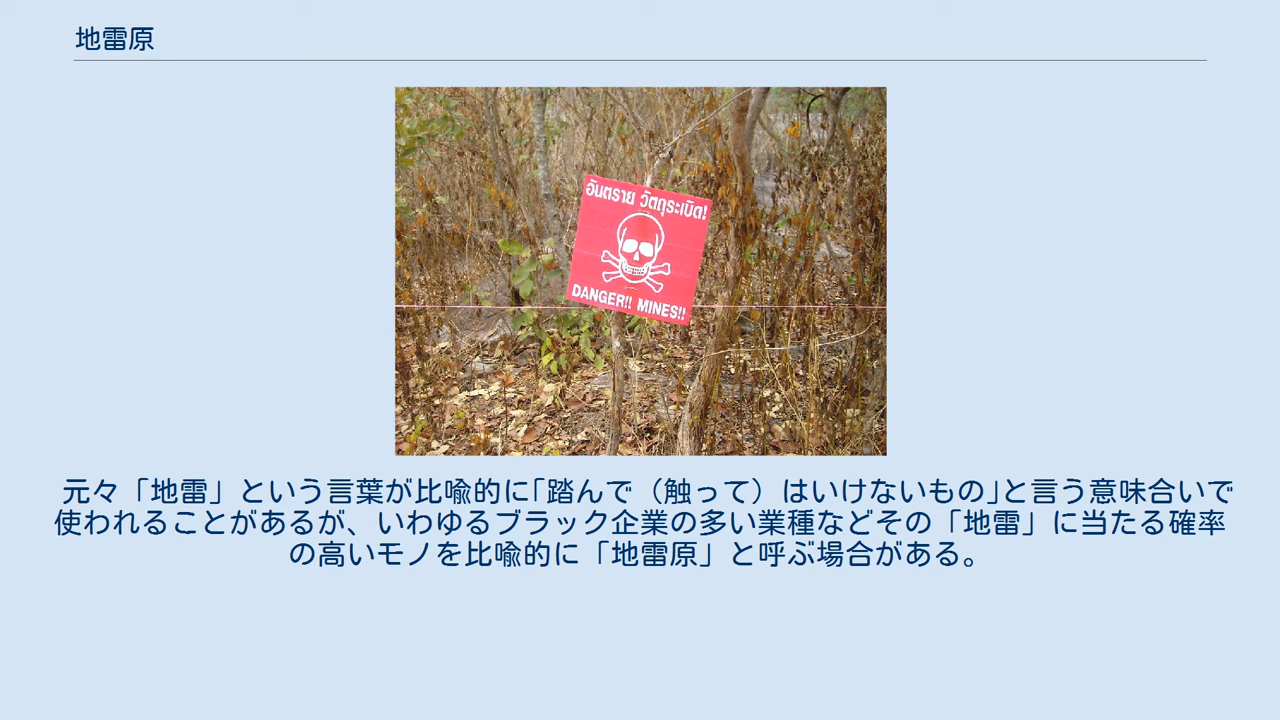 地雷原
อันตราย วัตถุระเบิด!
DANGER!! MINES!!
元々「地雷」という言葉が比喩的に｢踏んで（触って）はいけないもの｣と言う意味合いで
使われることがあるが、いわゆるブラック企業の多い業種などその「地雷」に当たる確率
の高いモノを比喩的に「地雷原」と呼ぶ場合がある。